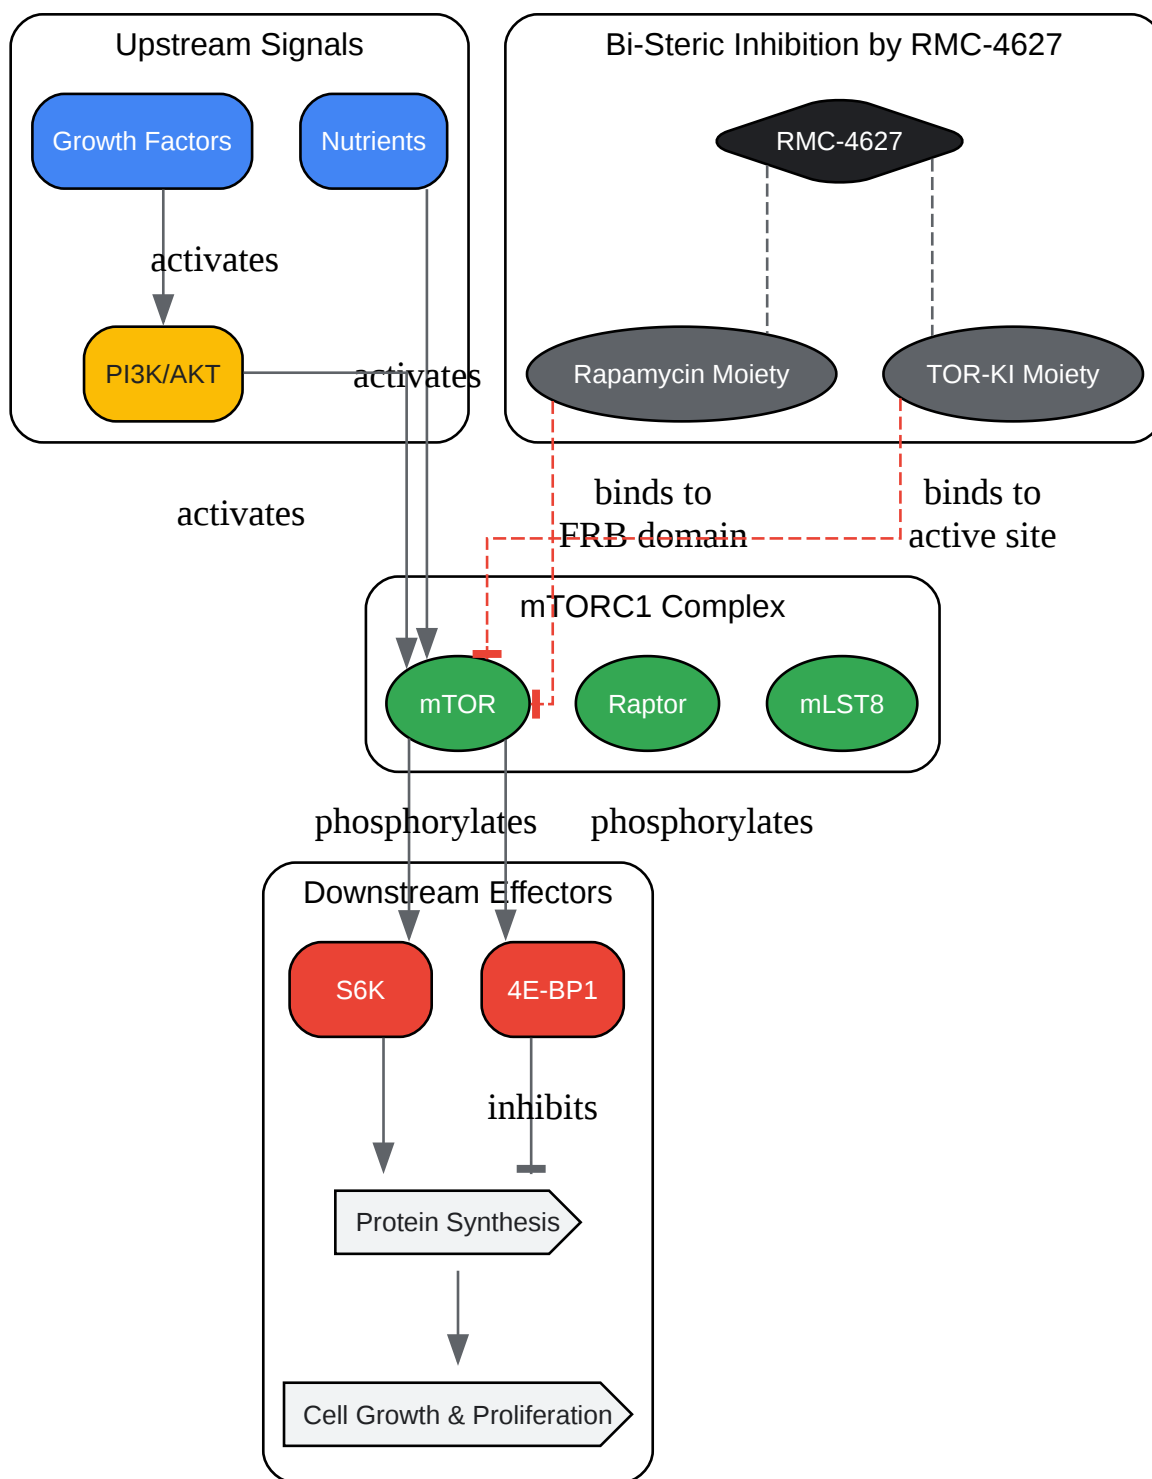 Upstream Signals
Bi-Steric Inhibition by RMC-4627
Growth Factors
Nutrients
RMC-4627
activates
PI3K/AKT
activates
Rapamycin Moiety
TOR-KI Moiety
activates
binds to
FRB domain
binds to
active site
mTORC1 Complex
mTOR
Raptor
mLST8
phosphorylates
phosphorylates
Downstream Effectors
S6K
4E-BP1
inhibits
Protein Synthesis
Cell Growth & Proliferation